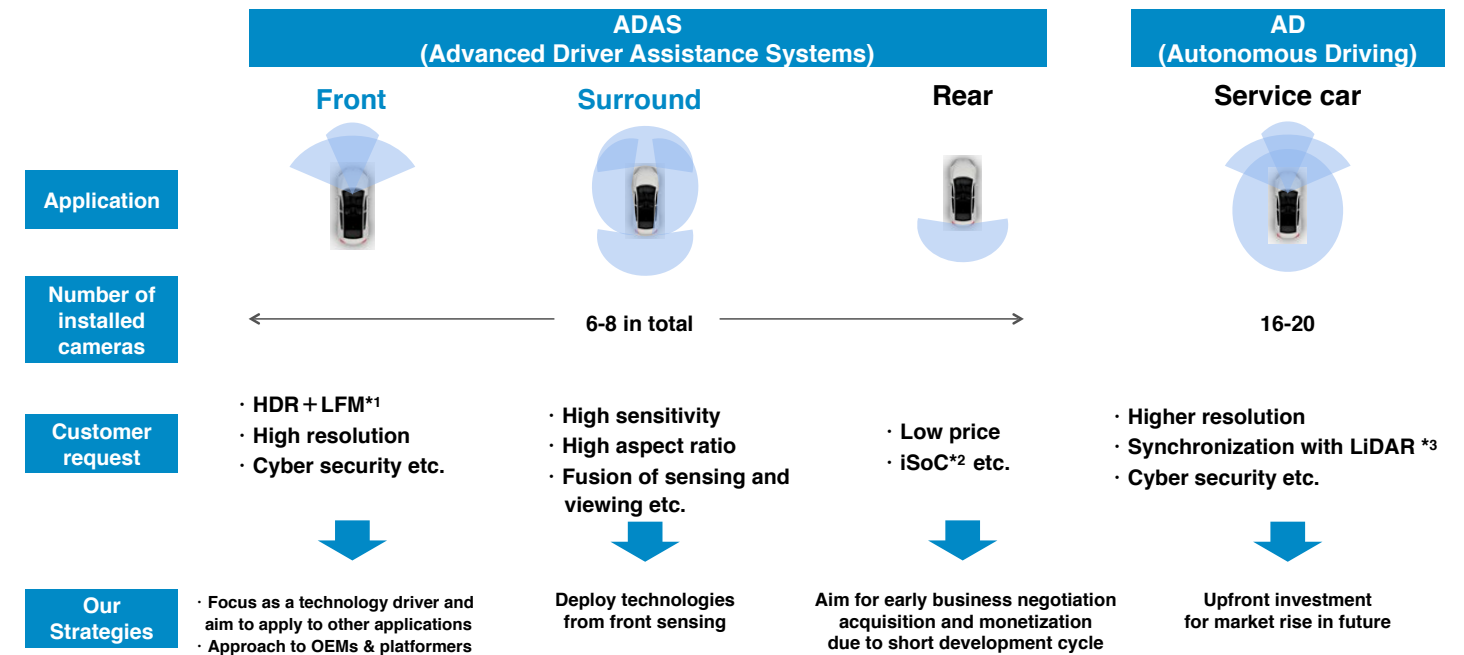 ADAS
(Advanced Driver Assistance Systems)
AD
(Autonomous Driving)
Front
Surround
Rear
Service car
Application
Number of
installed
cameras
6-8 in total
16-20
Customer
request
・HDR＋LFM*1
・High resolution
・Cyber security etc.
・High sensitivity
・High aspect ratio
・Fusion of sensing and
viewing etc.
・Low price
・iSoC*2 etc.
・Higher resolution
・Synchronization with LiDAR *3
・Cyber security etc.
Our
Strategies
・Focus as a technology driver and
aim to apply to other applications
・Approach to OEMs & platformers
Deploy technologies
from front sensing
Aim for early business negotiation
acquisition and monetization
due to short development cycle
Upfront investment
for market rise in future